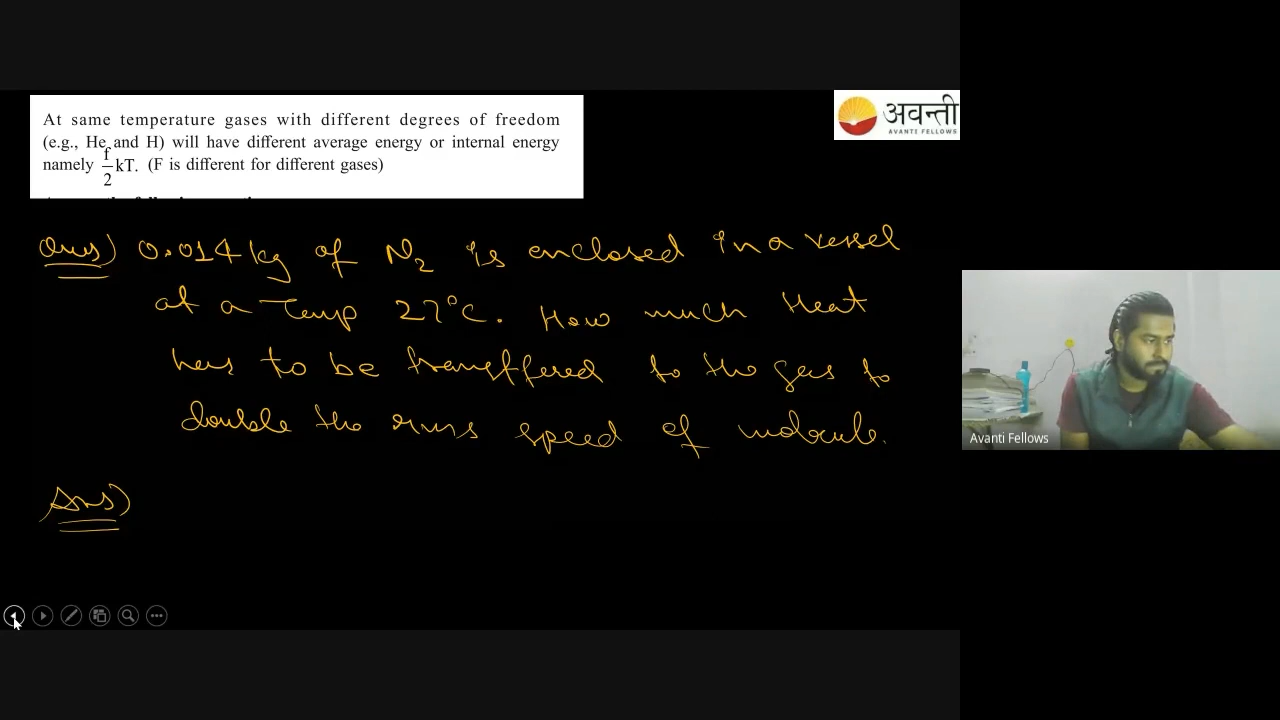 At same temperature gases with different degrees of freedom
(e.g., He and H) will have different average energy or internal energy
namely f/2 kT. (F is different for different gases)
अवन्ती
AVANTI FELLOWS
Ques) 0.014 kg of N₂ is enclosed in a vessel
at a Temp 27°C. How much Heat
has to be transffered to the gas to
double the rms speed of molecule.
Ans)
Avanti Fellows